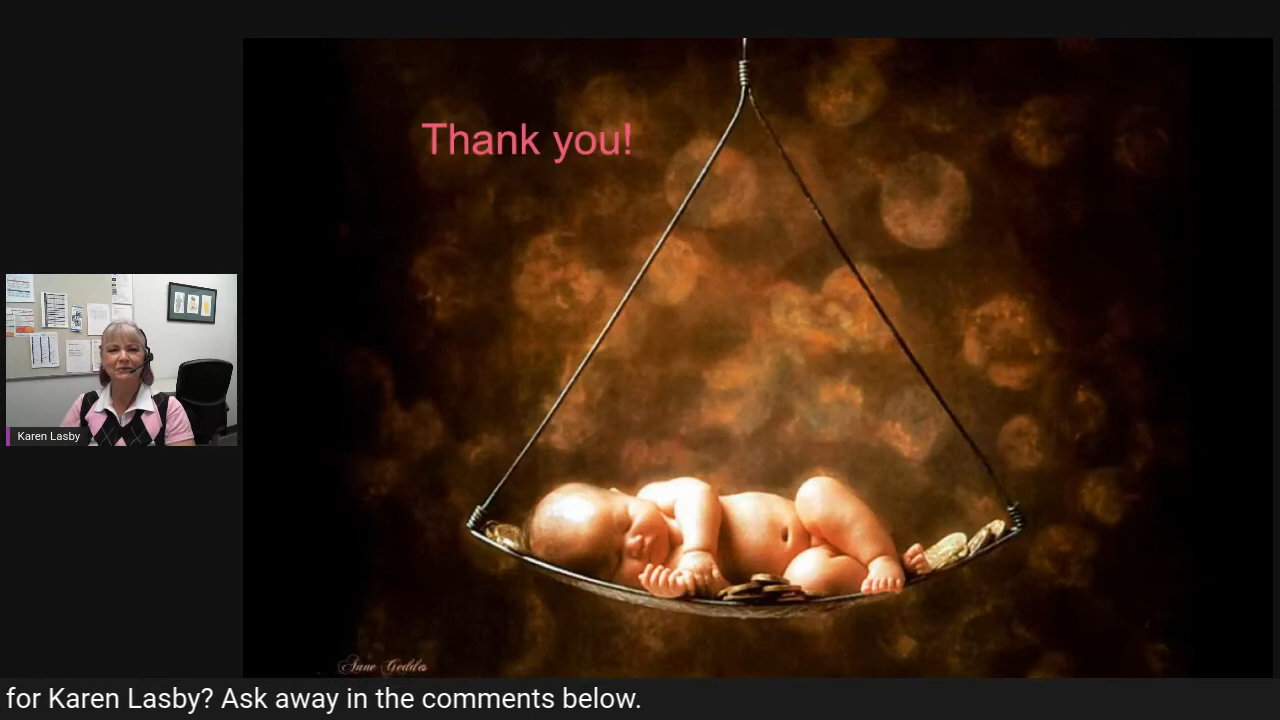 Thank you!
Karen Lasby
Anne Geddes
for Karen Lasby? Ask away in the comments below.